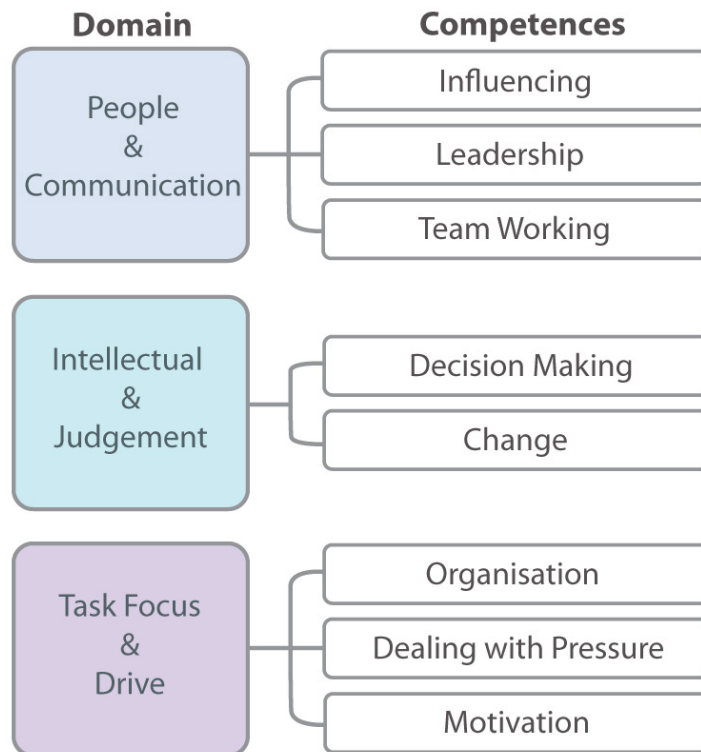 Domain
Competences
People
&
Communication
Influencing
Leadership
Team Working
Intellectual
&
Judgement
Decision Making
Change
Task Focus
&
Drive
Organisation
Dealing with Pressure
Motivation